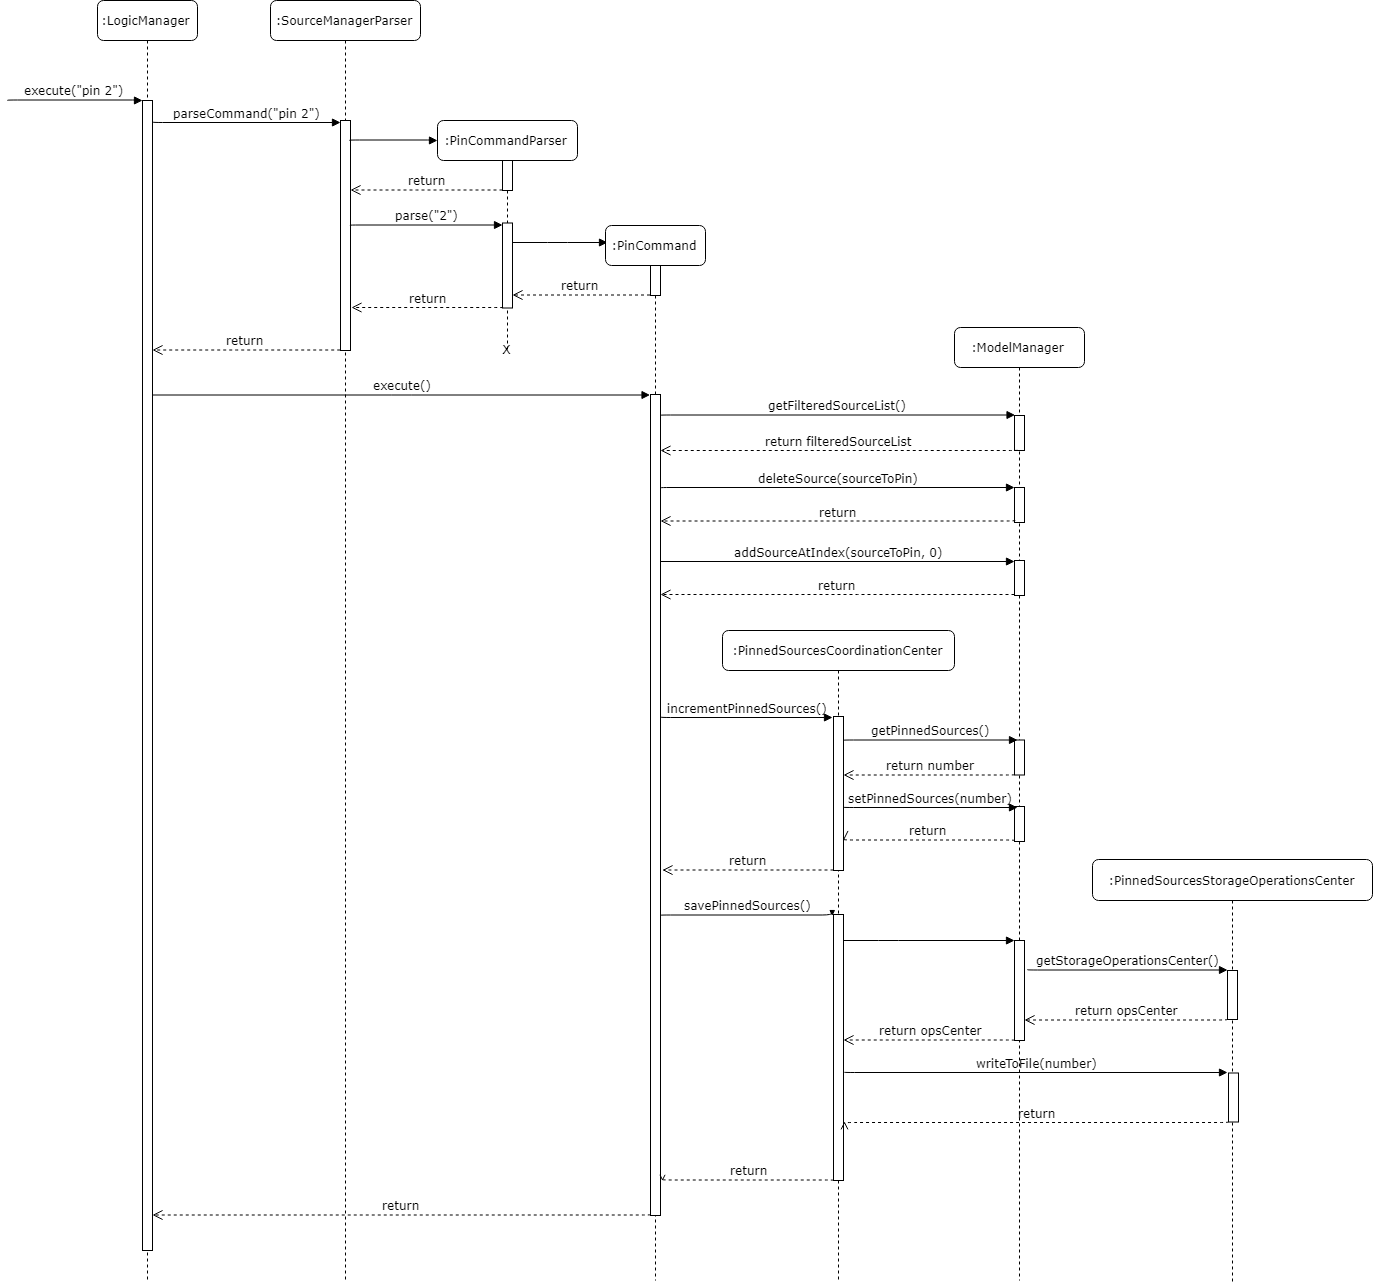 :LogicManager
:SourceManagerParser
execute("pin 2")
parseCommand("pin 2")
:PinCommandParser
return
parse("2")
:PinCommand
return
return
return
X
:ModelManager
execute()
getFilteredSourceList()
return filteredSourceList
deleteSource(sourceToPin)
return
addSourceAtIndex(sourceToPin, 0)
return
:PinnedSourcesCoordinationCenter
incrementPinnedSources()
getPinnedSources()
return number
setPinnedSources(number)
return
return
:PinnedSourcesStorageOperationsCenter
savePinnedSources()
getStorageOperationsCenter()
return opsCenter
return opsCenter
writeToFile(number)
return
return
return